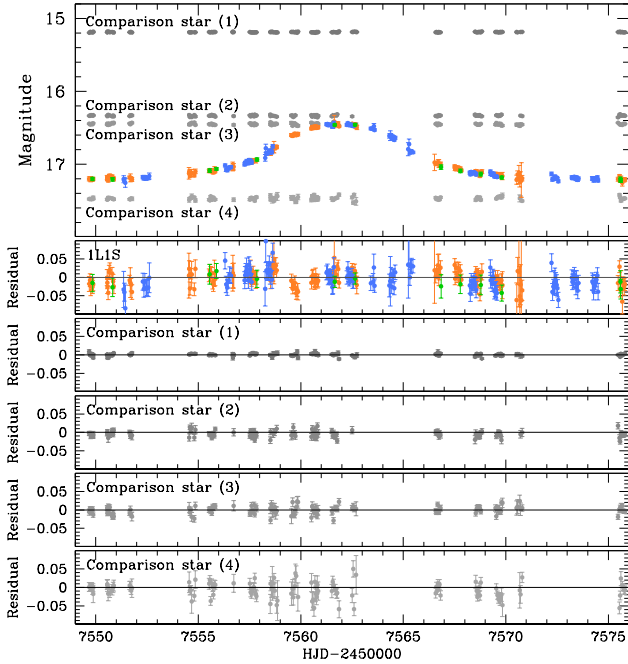 15
Comparison star (1)
16
Magnitude
Comparison star (2)
Comparison star (3)
17
Comparison star (4)
1L1S
0.05
0
−0.05
Residual
Comparison star (1)
0.05
0
−0.05
Residual
Comparison star (2)
0.05
0
−0.05
Residual
Comparison star (3)
0.05
0
−0.05
Residual
Comparison star (4)
0.05
0
−0.05
Residual
7550 7555 7560 7565 7570 7575
HJD-2450000